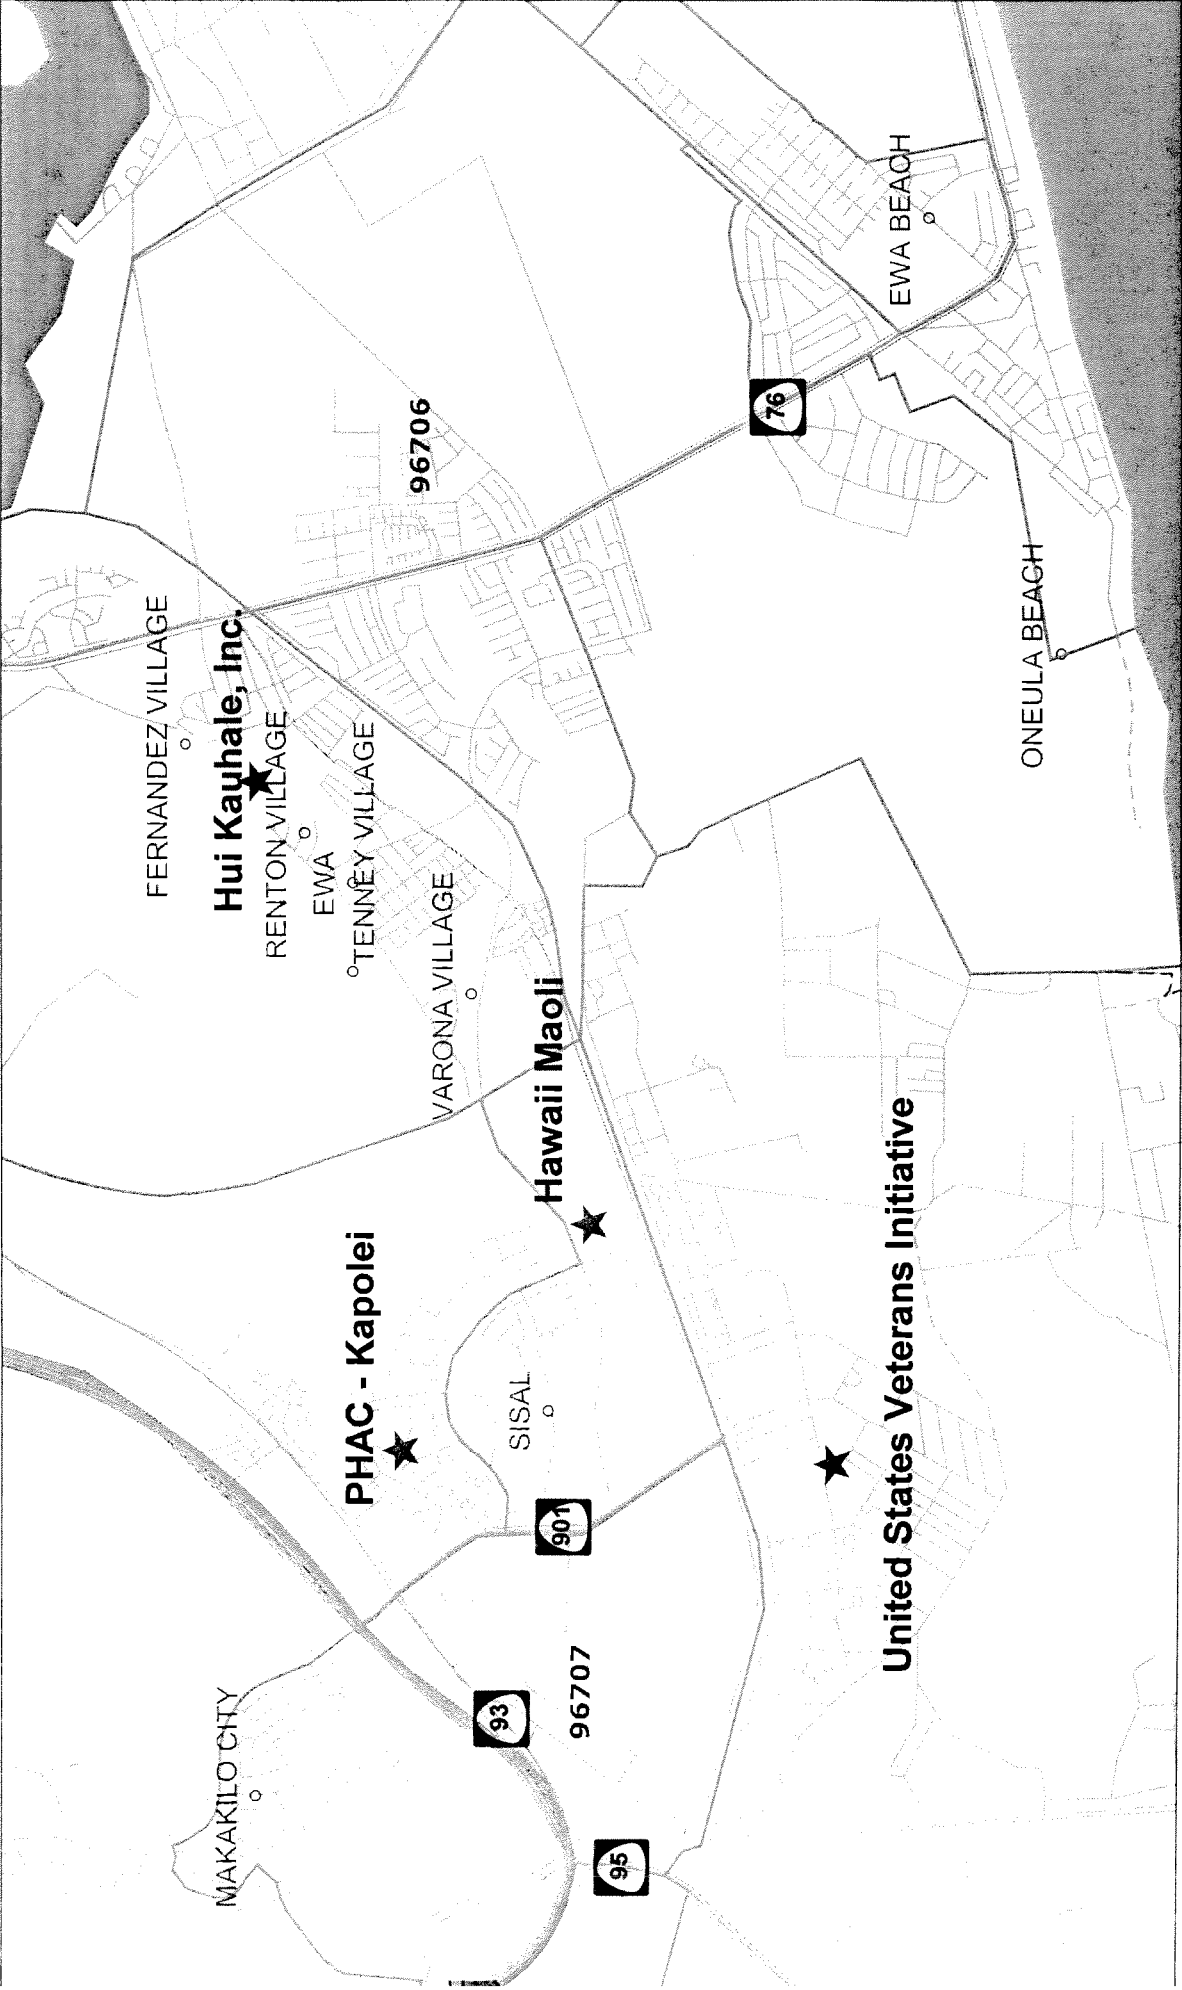 FERNANDEZ VILLAGE
Hui Kauhale, Inc.
RENTON VILLAGE
EWA
TENNEY VILLAGE
VARONA VILLAGE
96706
MAKAKILO CITY
PHAC - Kapolei
93
96707
901
SISAL
Hawaii Maoli
76
EWA BEACH
95
United States Veterans Initiative
ONEULA BEACH